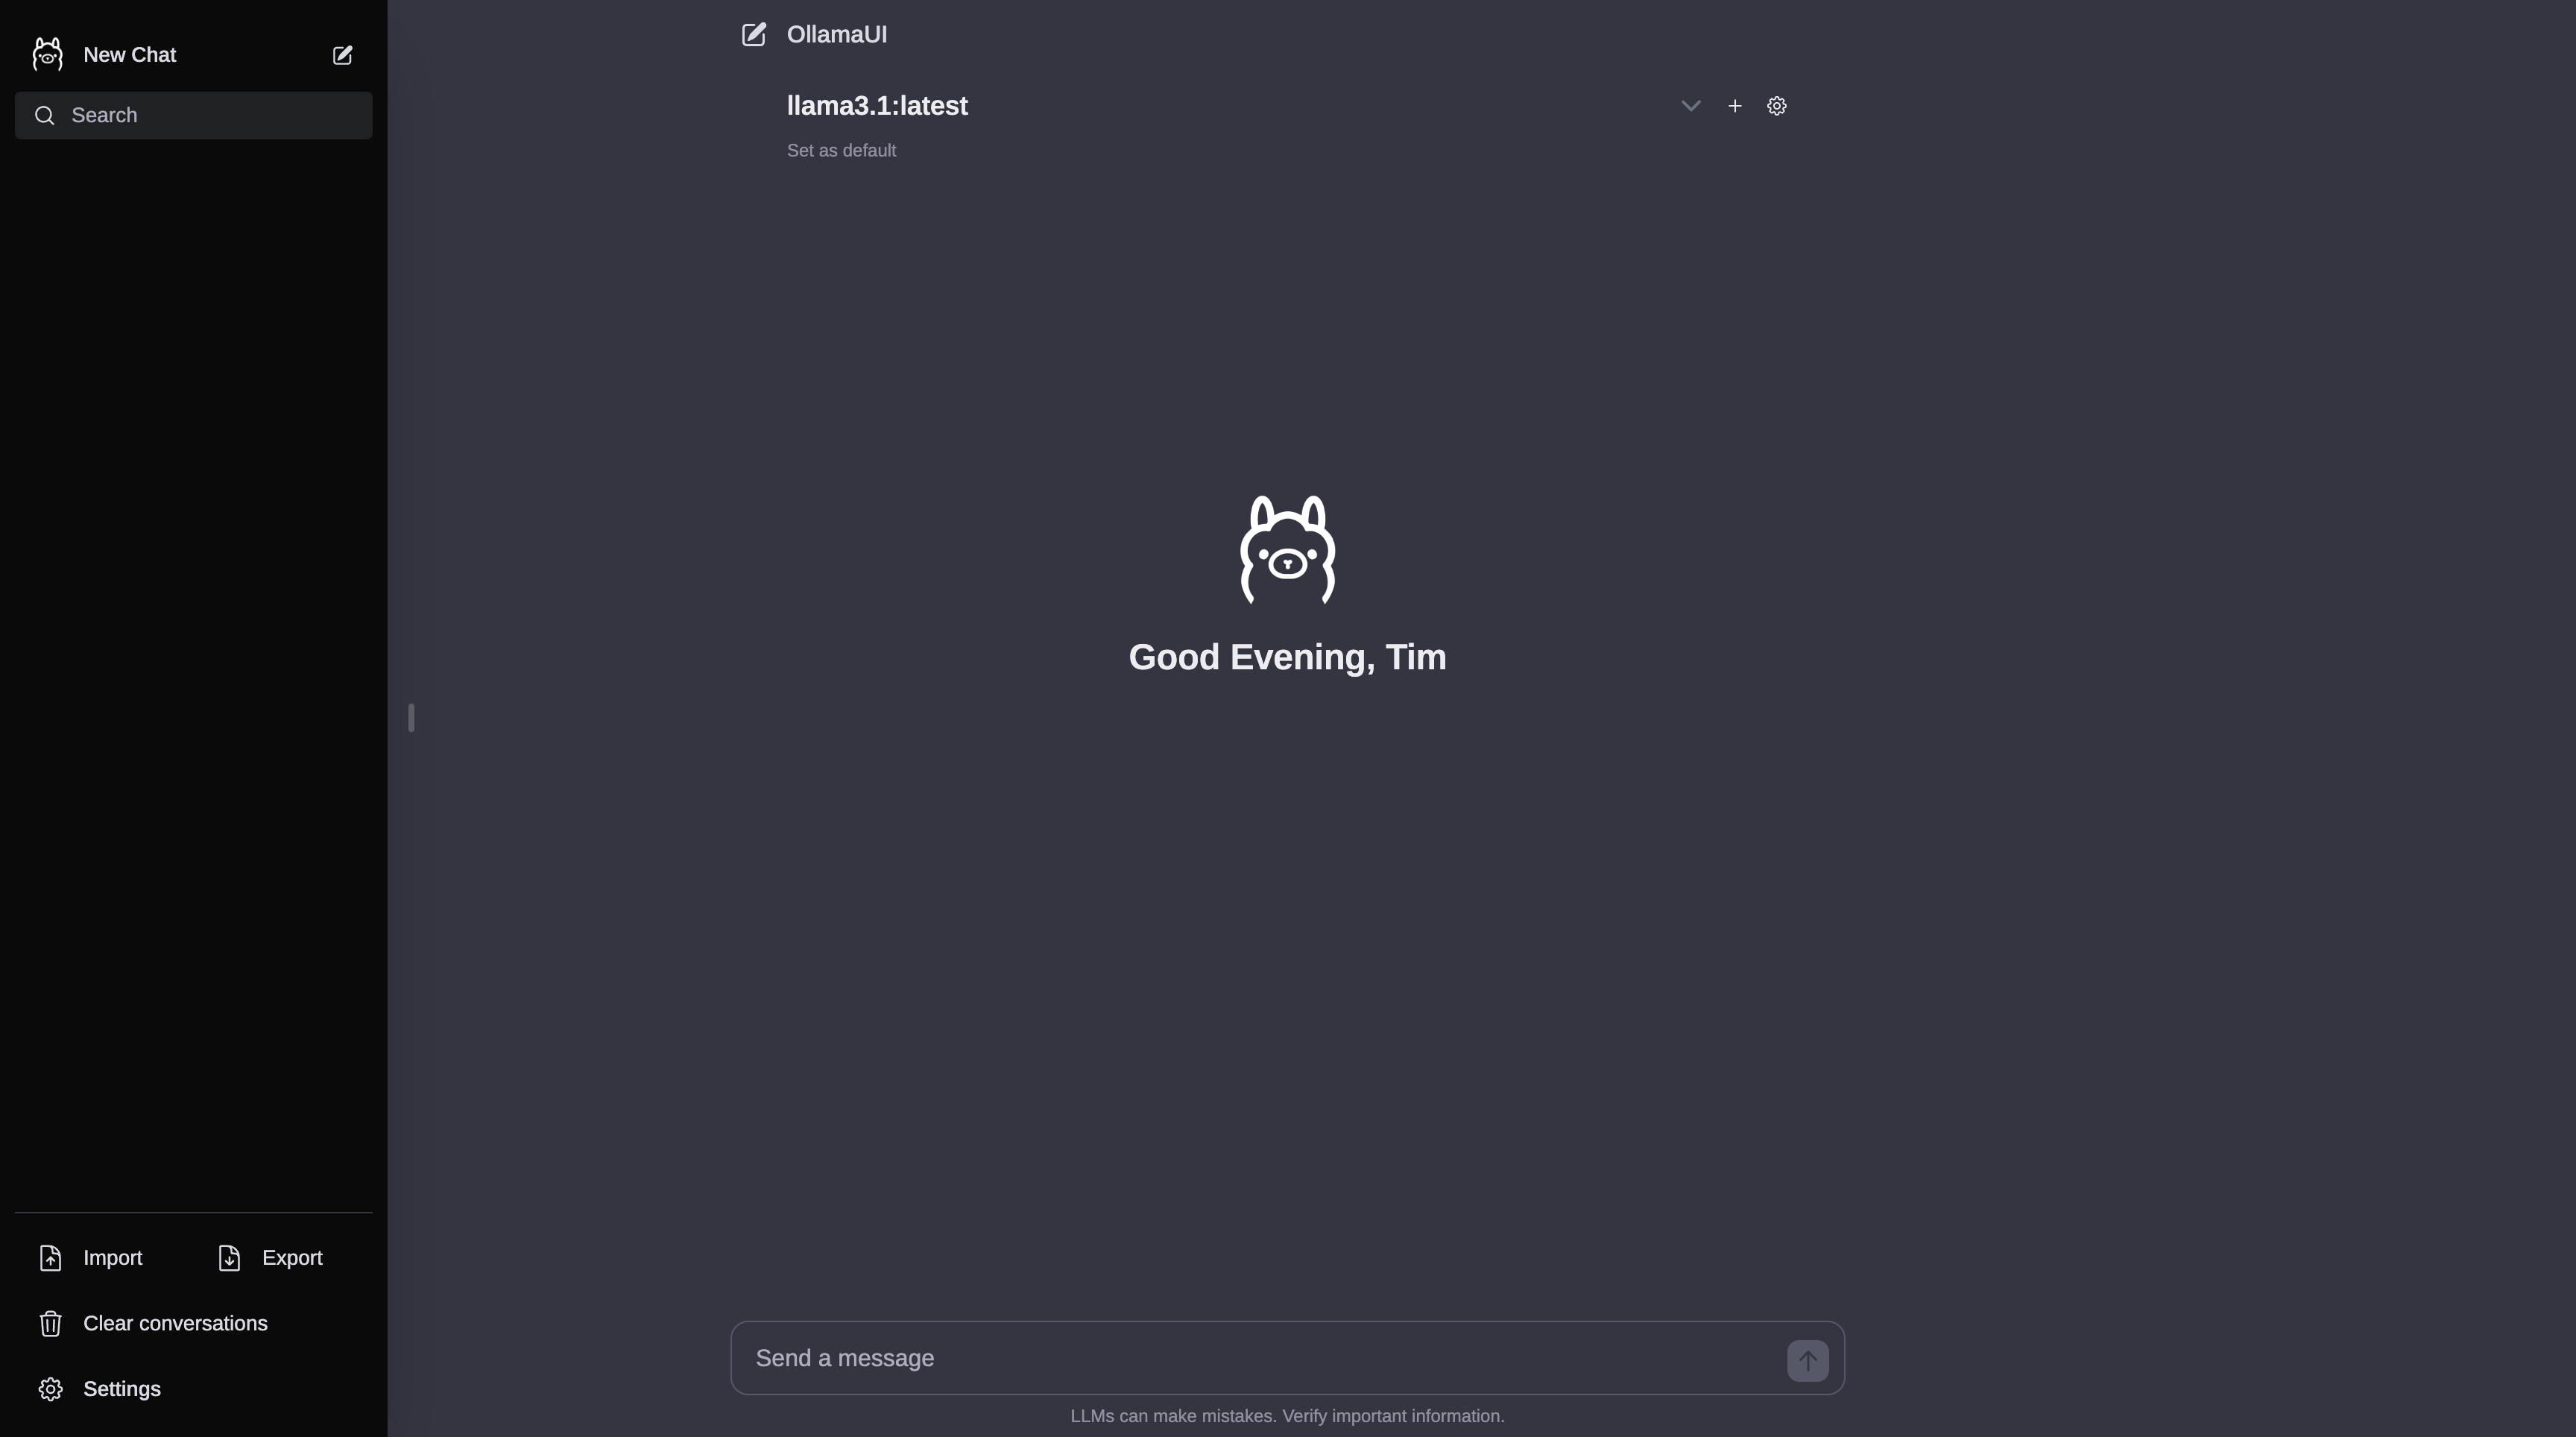 New Chat
Search
OllamaUI
llama3.1:latest
Set as default
Good Evening, Tim
Import
Export
Clear conversations
Settings
Send a message
LLMs can make mistakes. Verify important information.